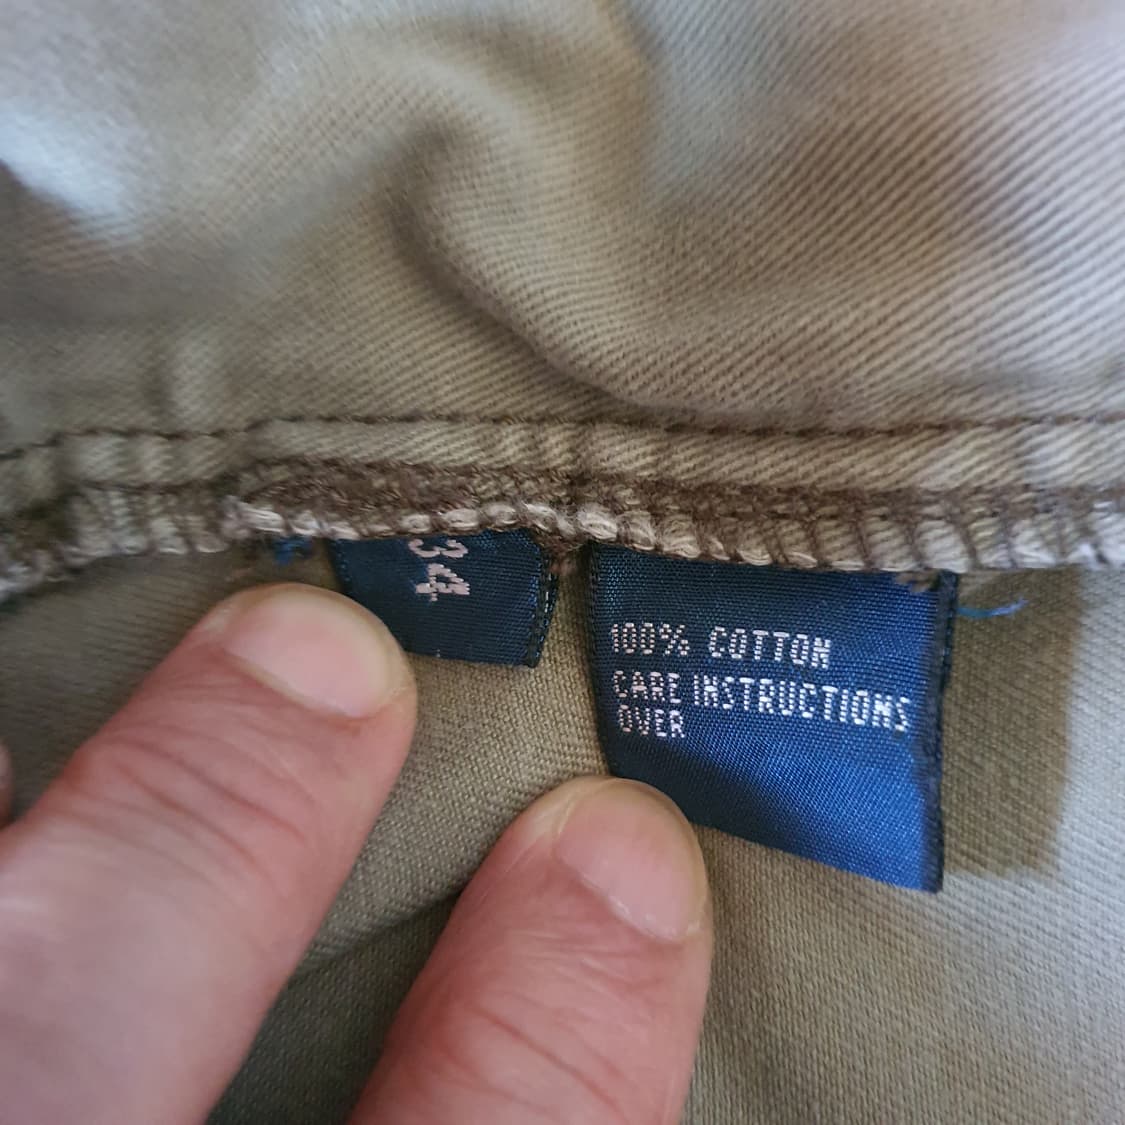 34
100% COTTON
CARE INSTRUCTIONS
OVER